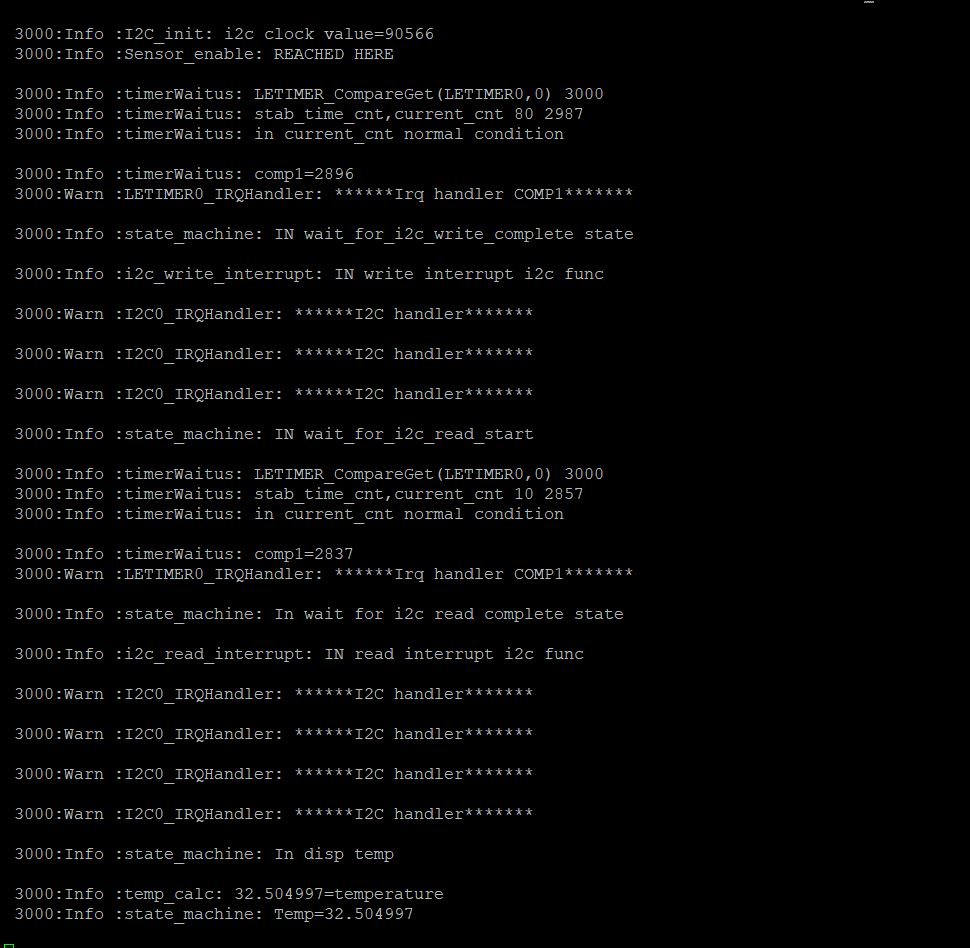 3000:Info :I2C_init: i2c clock value=90566
3000:Info :Sensor_enable: REACHED HERE
3000:Info :timerWaitus: LETIMER_CompareGet(LETIMER0,0) 3000
3000:Info :timerWaitus: stab_time_cnt,current_cnt 80 2987
3000:Info :timerWaitus: in current_cnt normal condition
3000:Info :timerWaitus: comp1=2896
3000:Warn :LETIMER0_IRQHandler: ******Irq handler COMP1*******
3000:Info :state_machine: IN wait_for_i2c_write_complete state
3000:Info :i2c_write_interrupt: IN write interrupt i2c func
3000:Warn :I2C0_IRQHandler: ******I2C handler*******
3000:Warn :I2C0_IRQHandler: ******I2C handler*******
3000:Warn :I2C0_IRQHandler: ******I2C handler*******
3000:Info :state_machine: IN wait_for_i2c_read_start
3000:Info :timerWaitus: LETIMER_CompareGet(LETIMER0,0) 3000
3000:Info :timerWaitus: stab_time_cnt,current_cnt 10 2857
3000:Info :timerWaitus: in current_cnt normal condition
3000:Info :timerWaitus: comp1=2837
3000:Warn :LETIMER0_IRQHandler: ******Irq handler COMP1*******
3000:Info :state_machine: In wait for i2c read complete state
3000:Info :i2c_read_interrupt: IN read interrupt i2c func
3000:Warn :I2C0_IRQHandler: ******I2C handler*******
3000:Warn :I2C0_IRQHandler: ******I2C handler*******
3000:Warn :I2C0_IRQHandler: ******I2C handler*******
3000:Warn :I2C0_IRQHandler: ******I2C handler*******
3000:Info :state_machine: In disp temp
3000:Info :temp_calc: 32.504997=temperature
3000:Info :state_machine: Temp=32.504997